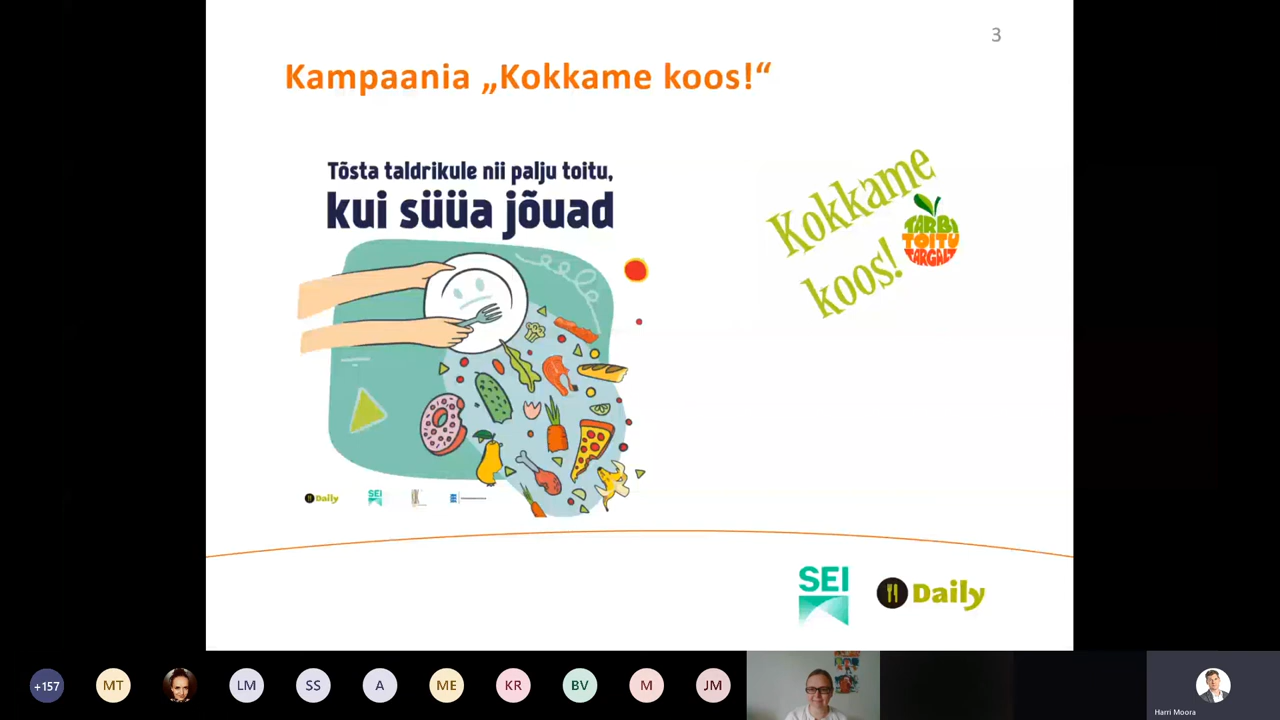 3
Kampaania „Kokkame koos!“
Tõsta taldrikule nii palju toitu,
kui süüa jõuad
Kokkame
koos!
TARBI
TOITU
TARGALT
Daily
SEI
SEI
Daily
+157
MT
LM
SS
A
ME
KR
BV
M
JM
Harri Moora